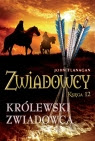 JOHN FLANAGAN
ZWIADOWCY
KSIĘGA 12
KRÓLEWSKI
ZWIADOWCA